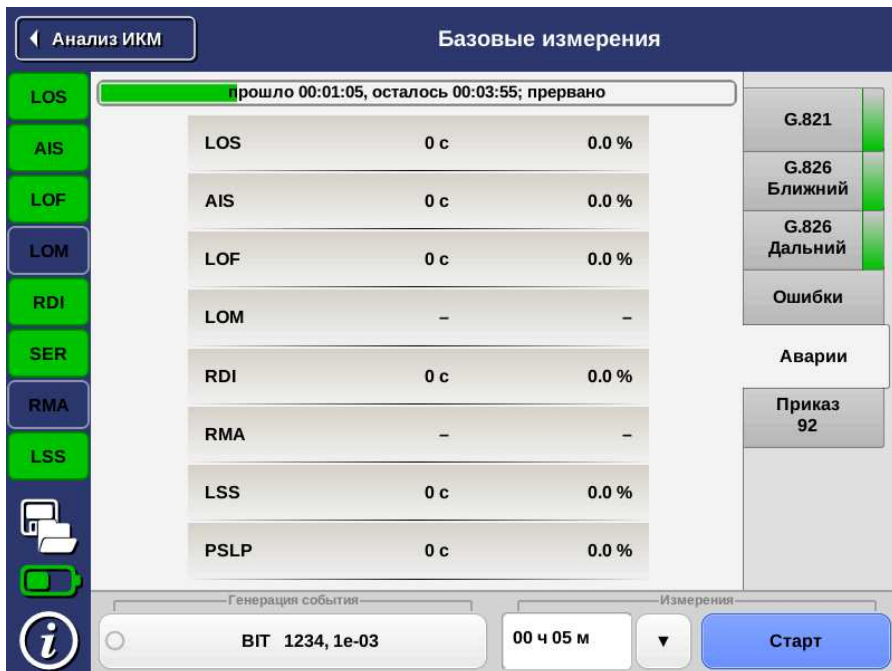 Анализ ИКМ
Базовые измерения
LOS
AIS
LOF
LOM
RDI
SER
RMA
LSS
прошло 00:01:05, осталось 00:03:55; прервано
LOS 0 с 0.0 %
AIS 0 с 0.0 %
LOF 0 с 0.0 %
LOM – –
RDI 0 с 0.0 %
RMA – –
LSS 0 с 0.0 %
PSLP 0 с 0.0 %
G.821
G.826
Ближний
G.826
Дальний
Ошибки
Аварии
Приказ
92
Генерация события
BIT 1234, 1e-03
Измерения
00 ч 05 м
Старт
i